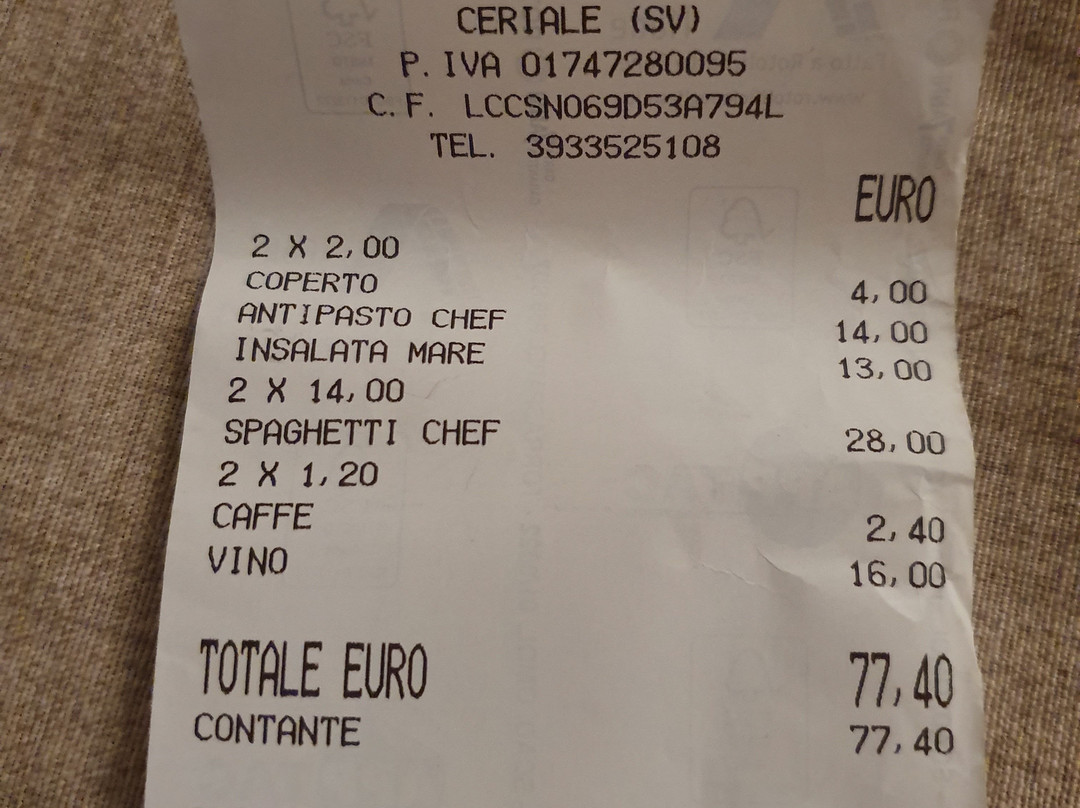 CERIALE (SV)
P. IVA 01747280095
C.F. LCCSNO69D53A794L
TEL. 3933525108
EURO
2 X 2,00
COPERTO 4,00
ANTIPASTO CHEF 14,00
INSALATA MARE 13,00
2 X 14,00
SPAGHETTI CHEF 28,00
2 X 1,20
CAFFE 2,40
VINO 16,00
TOTALE EURO 77,40
CONTANTE 77,40